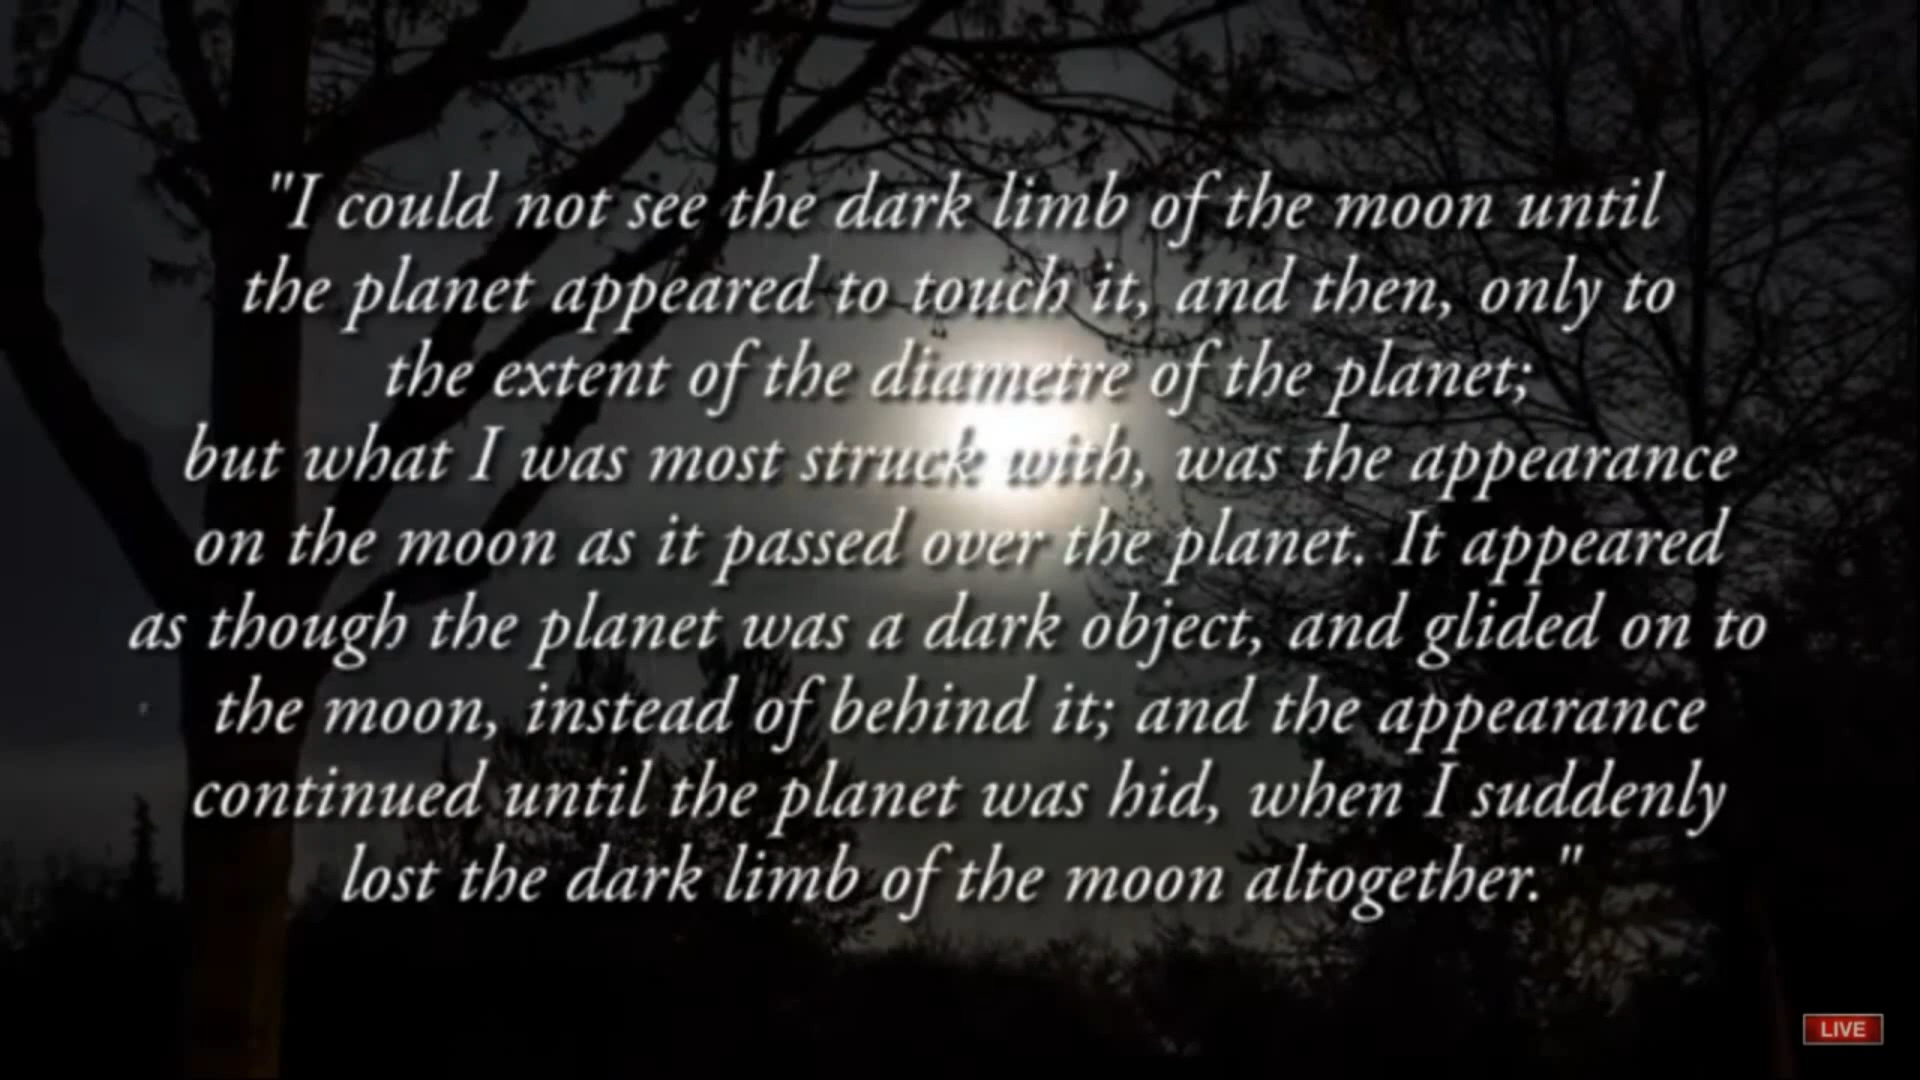 "I could not see the dark limb of the moon until
the planet appeared to touch it, and then, only to
the extent of the diametre of the planet;
but what I was most struck with, was the appearance
on the moon as it passed over the planet. It appeared
as though the planet was a dark object, and glided on to
the moon, instead of behind it; and the appearance
continued until the planet was hid, when I suddenly
lost the dark limb of the moon altogether."
LIVE